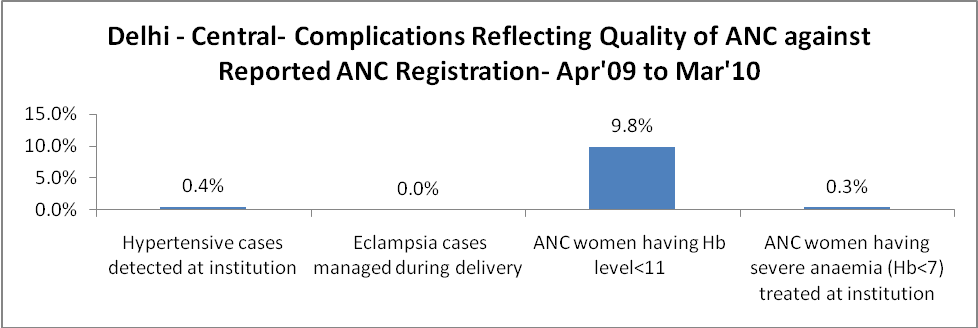 Delhi - Central- Complications Reflecting Quality of ANC against
Reported ANC Registration- Apr'09 to Mar'10
15.0%
10.0%
5.0%
0.0%
0.4%
0.0%
9.8%
0.3%
Hypertensive cases
detected at institution
Eclampsia cases
managed during delivery
ANC women having Hb
level<11
ANC women having
severe anaemia (Hb<7)
treated at institution